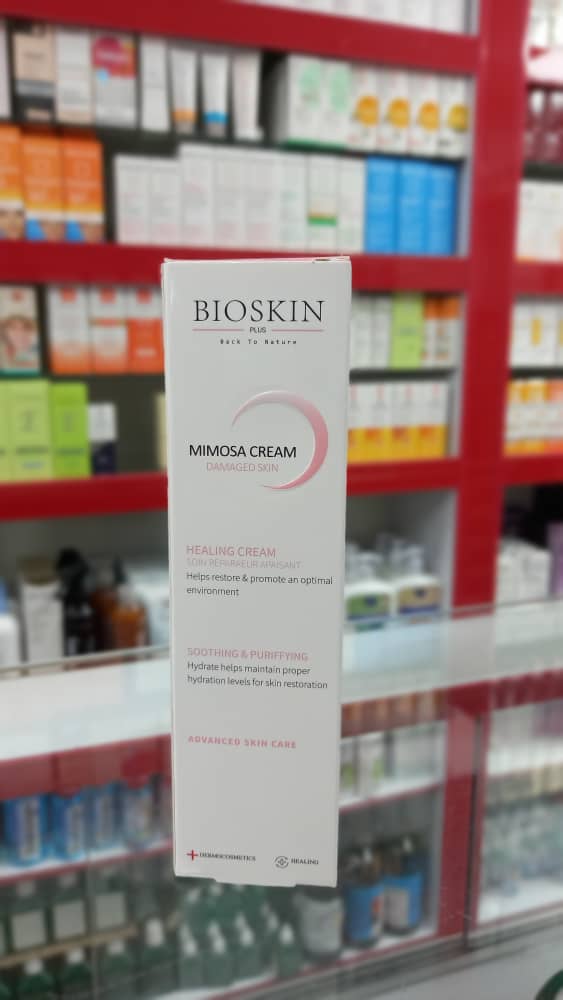 BIOSKIN
PLUS
Back To Nature
MIMOSA CREAM
DAMAGED SKIN
HEALING CREAM
SOIN RÉPARAEUR APAISANT
Helps restore & promote an optimal
environment
SOOTHING & PURIFFYING
Hydrate helps maintain proper
hydration levels for skin restoration
ADVANCED SKIN CARE
DERMOCOSMETICS
HEALING